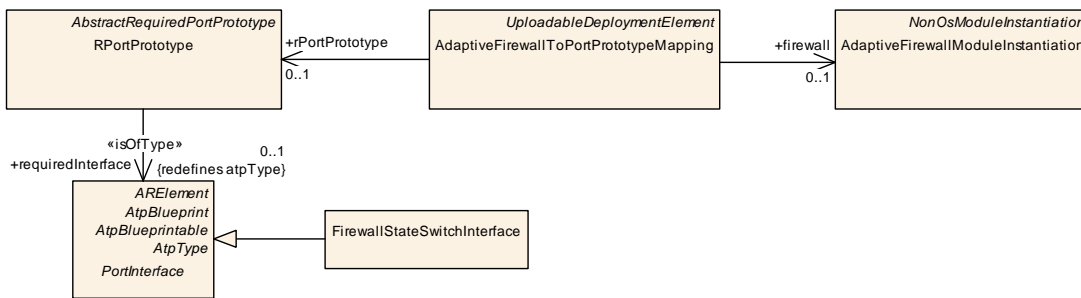 AbstractRequiredPortPrototype
RPortPrototype
+rPortPrototype
0..1
UploadableDeploymentElement
AdaptiveFirewallToPortPrototypeMapping
+firewall
0..1
NonOsModuleInstantiation
AdaptiveFirewallModuleInstantiation
«isOfType»
+requiredInterface
0..1
{redefines atpType}
ARElement
AtpBlueprint
AtpBlueprintable
AtpType
PortInterface
FirewallStateSwitchInterface